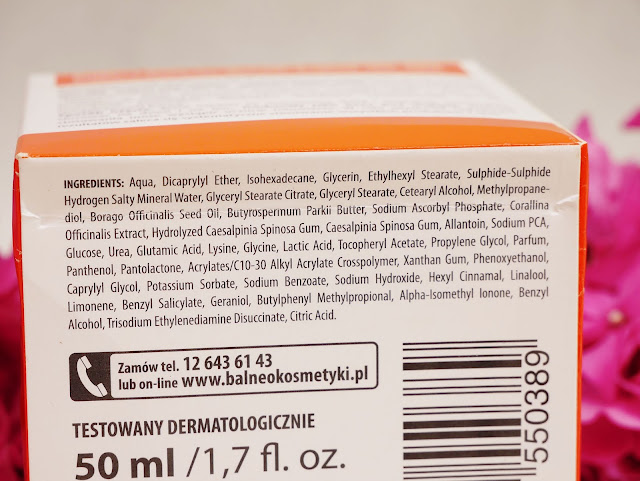 INGREDIENTS: Aqua, Dicaprylyl Ether, Isohexadecane, Glycerin, Ethylhexyl Stearate, Sulphide-Sulphide
Hydrogen Salty Mineral Water, Glyceryl Stearate Citrate, Glyceryl Stearate, Cetearyl Alcohol, Methylpropane-
diol, Borago Officinalis Seed Oil, Butyrospermum Parkii Butter, Sodium Ascorbyl Phosphate, Corallina
Officinalis Extract, Hydrolyzed Caesalpinia Spinosa Gum, Caesalpinia Spinosa Gum, Allantoin, Sodium PCA,
Glucose, Urea, Glutamic Acid, Lysine, Glycine, Lactic Acid, Tocopheryl Acetate, Propylene Glycol, Parfum,
Panthenol, Pantolactone, Acrylates/C10-30 Alkyl Acrylate Crosspolymer, Xanthan Gum, Phenoxyethanol,
Caprylyl Glycol, Potassium Sorbate, Sodium Benzoate, Sodium Hydroxide, Hexyl Cinnamal, Linalool,
Limonene, Benzyl Salicylate, Geraniol, Butylphenyl Methylpropional, Alpha-Isomethyl Ionone, Benzyl
Alcohol, Trisodium Ethylenediamine Disuccinate, Citric Acid.
Zamów tel. 12 643 61 43
lub on-line www.balneokosmetyki.pl
TESTOWANY DERMATOLOGICZNIE
50 ml /1,7 fl. oz.
550389